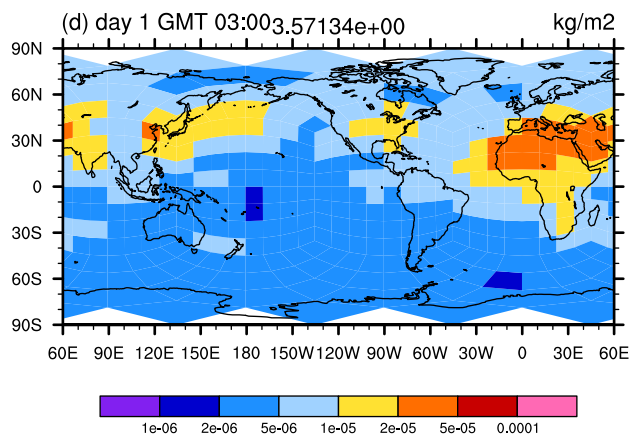 (d) day 1 GMT 03:00 3.57134e+00 kg/m2
90N
60N
30N
0
30S
60S
90S
60E 90E 120E 150E 180 150W 120W 90W 60W 30W 0 30E 60E
1e-06 2e-06 5e-06 1e-05 2e-05 5e-05 0.0001